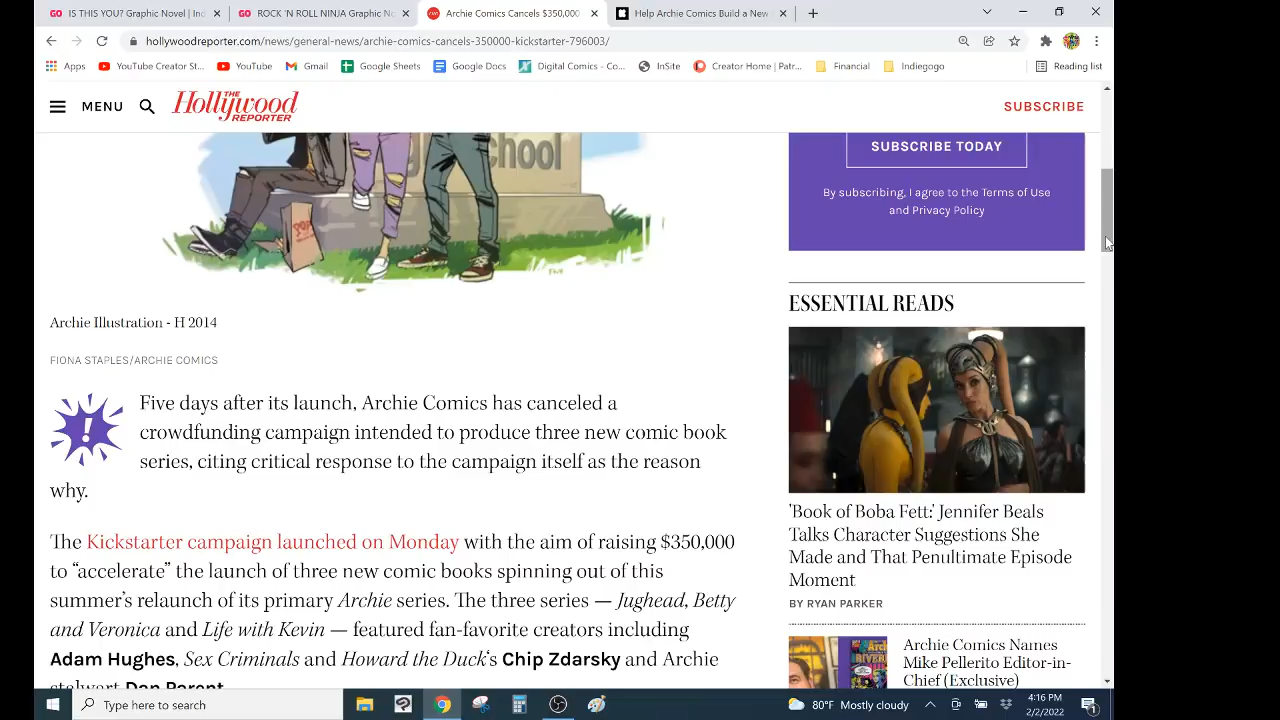 IS THIS YOU? Graphic Novel | Ind
ROCK 'N ROLL NINJA Graphic No
Archie Comics Cancels $350,000
Help Archie Comics Build a New
hollywoodreporter.com/news/general-news/archie-comics-cancels-350000-kickstarter-796003/
Apps
YouTube Creator St...
YouTube
Gmail
Google Sheets
Google Docs
Digital Comics - Co...
InSite
Creator Home | Patr...
Financial
Indiegogo
Reading list
MENU
THE
Hollywood
REPORTER
SUBSCRIBE
School
POP
Archie Illustration - H 2014
FIONA STAPLES/ARCHIE COMICS
Five days after its launch, Archie Comics has canceled a
crowdfunding campaign intended to produce three new comic book
series, citing critical response to the campaign itself as the reason
why.
The Kickstarter campaign launched on Monday with the aim of raising $350,000
to “accelerate” the launch of three new comic books spinning out of this
summer’s relaunch of its primary Archie series. The three series — Jughead, Betty
and Veronica and Life with Kevin — featured fan-favorite creators including
Adam Hughes, Sex Criminals and Howard the Duck‘s Chip Zdarsky and Archie
stalwart Dan Parent
SUBSCRIBE TODAY
By subscribing, I agree to the Terms of Use
and Privacy Policy
ESSENTIAL READS
'Book of Boba Fett:' Jennifer Beals
Talks Character Suggestions She
Made and That Penultimate Episode
Moment
BY RYAN PARKER
Archie Comics Names
Mike Pellerito Editor-in-
Chief (Exclusive)
Type here to search
80°F Mostly cloudy
4:16 PM
2/2/2022